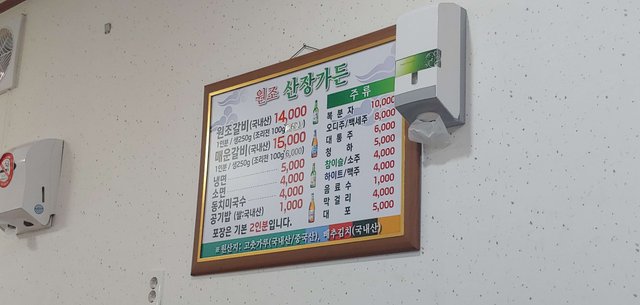 원조 산장가든
원조갈비(국내산) 14,000
1인분 / 생250g (조리전 100g
매운갈비(국내산) 15,000
1인분 / 생250g (조리전 100g 6,000)
냉면 5,000
소면 4,000
동치미국수 4,000
공기밥 (쌀:국내산) 1,000
포장은 기본 2인분입니다.
주류
복분자 10,000
오디주/백세주 8,000
대통주 6,000
청하 5,000
참이슬/소주 4,000
하이트/맥주 4,000
음료수 1,000
막걸리 4,000
대포 5,000
※ 원산지: 고춧가루(국내산/중국산), 배추김치(국내산)